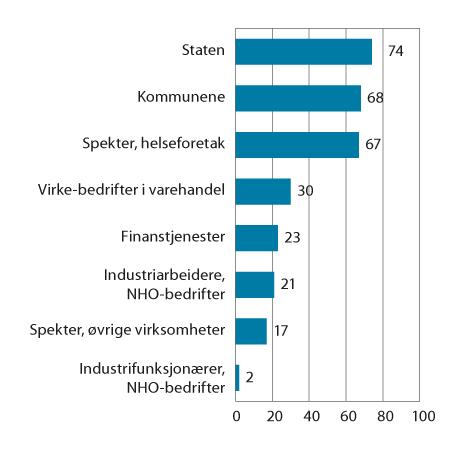 Staten 74
Kommunene 68
Spekter, helseforetak 67
Virke-bedrifter i varehandel 30
Finanstjenester 23
Industriarbeidere,
NHO-bedrifter 21
Spekter, øvrige virksomheter 17
Industrifunksjonærer,
NHO-bedrifter 2
0 20 40 60 80 100